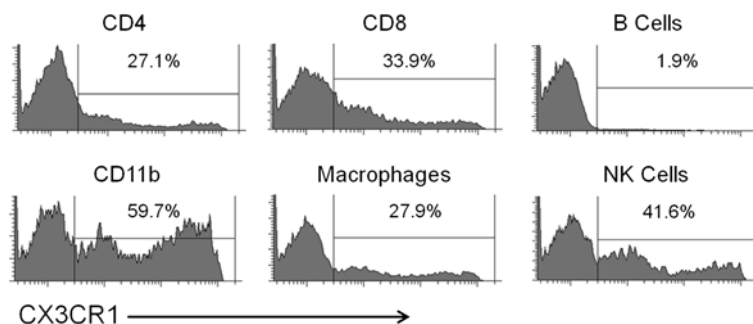 CD4
27.1%
CD8
33.9%
B Cells
1.9%
CD11b
59.7%
Macrophages
27.9%
NK Cells
41.6%
CX3CR1